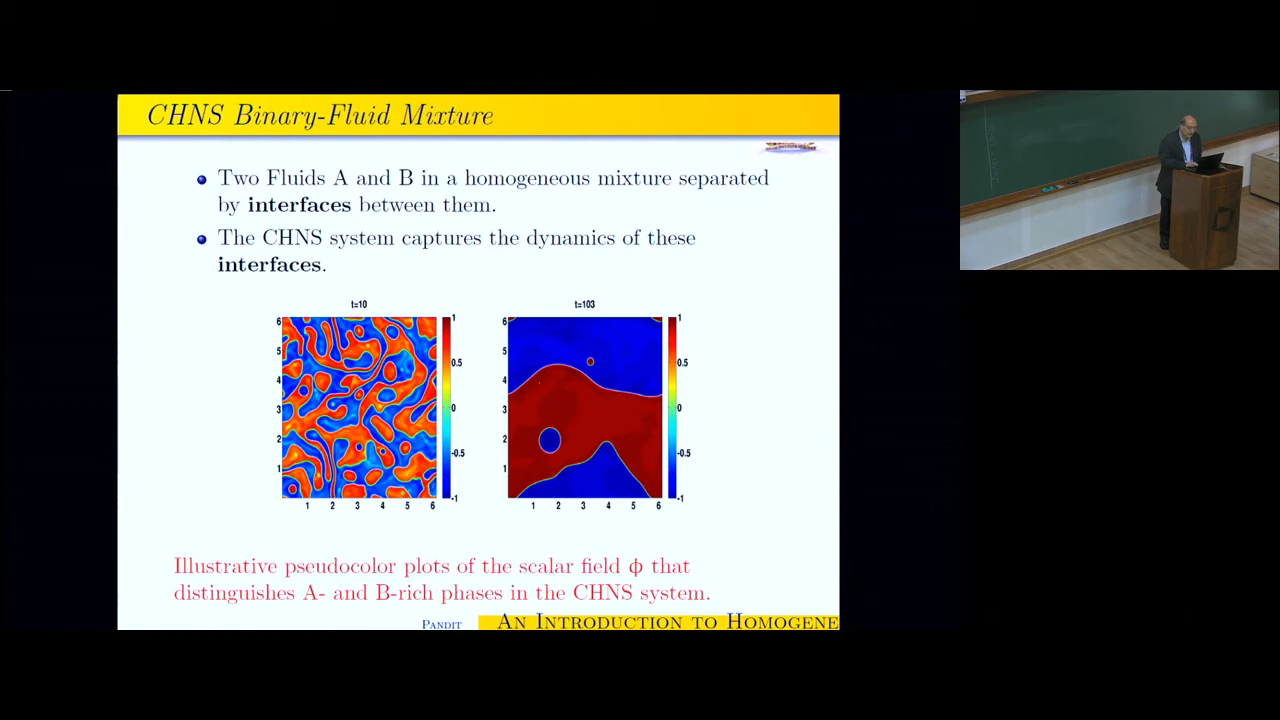 CHNS Binary-Fluid Mixture
Two Fluids A and B in a homogeneous mixture separated
by interfaces between them.
The CHNS system captures the dynamics of these
interfaces.
t=10
t=103
6
5
4
3
2
1
1 2 3 4 5 6
1
0.5
0
-0.5
-1
6
5
4
3
2
1
1 2 3 4 5 6
1
0.5
0
-0.5
-1
Illustrative pseudocolor plots of the scalar field ϕ that
distinguishes A- and B-rich phases in the CHNS system.
Pandit
An Introduction to Homogene